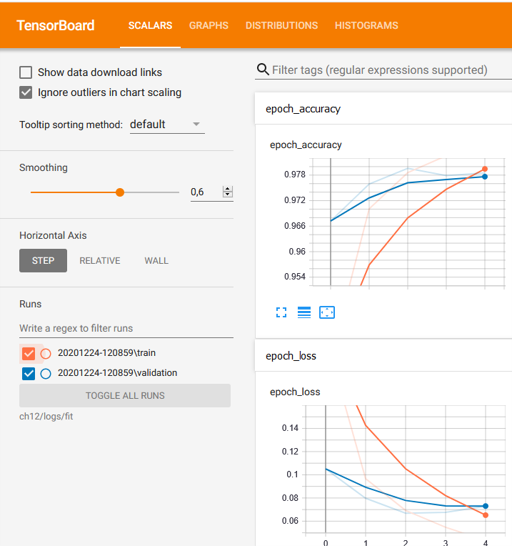 TensorBoard SCALARS GRAPHS DISTRIBUTIONS HISTOGRAMS
Show data download links
Ignore outliers in chart scaling
Tooltip sorting method: default
Smoothing
0,6
Horizontal Axis
STEP RELATIVE WALL
Runs
Write a regex to filter runs
20201224-120859\train
20201224-120859\validation
TOGGLE ALL RUNS
ch12/logs/fit
Filter tags (regular expressions supported)
epoch_accuracy
epoch_accuracy
0.978
0.972
0.966
0.96
0.954
epoch_loss
epoch_loss
0.14
0.12
0.1
0.08
0.06
0 1 2 3 4